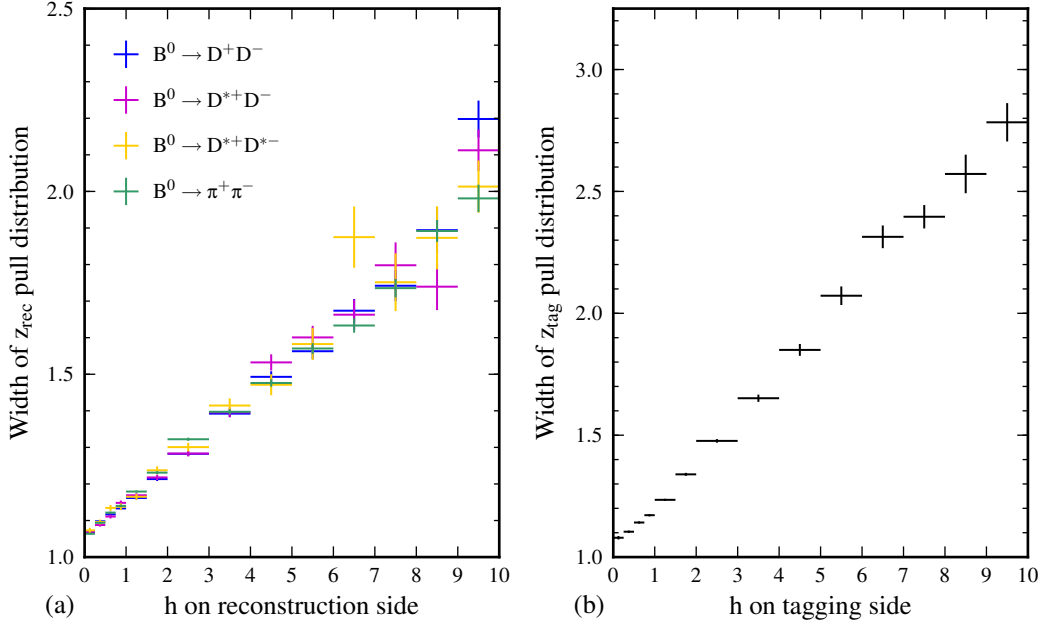 2.5
2.0
1.5
1.0
Width of z_rec pull distribution
B⁰ → D⁺D⁻
B⁰ → D*⁺D⁻
B⁰ → D*⁺D*⁻
B⁰ → π⁺π⁻
0 1 2 3 4 5 6 7 8 9 10
(a) h on reconstruction side
3.0
2.5
2.0
1.5
1.0
Width of z_tag pull distribution
0 1 2 3 4 5 6 7 8 9 10
(b) h on tagging side